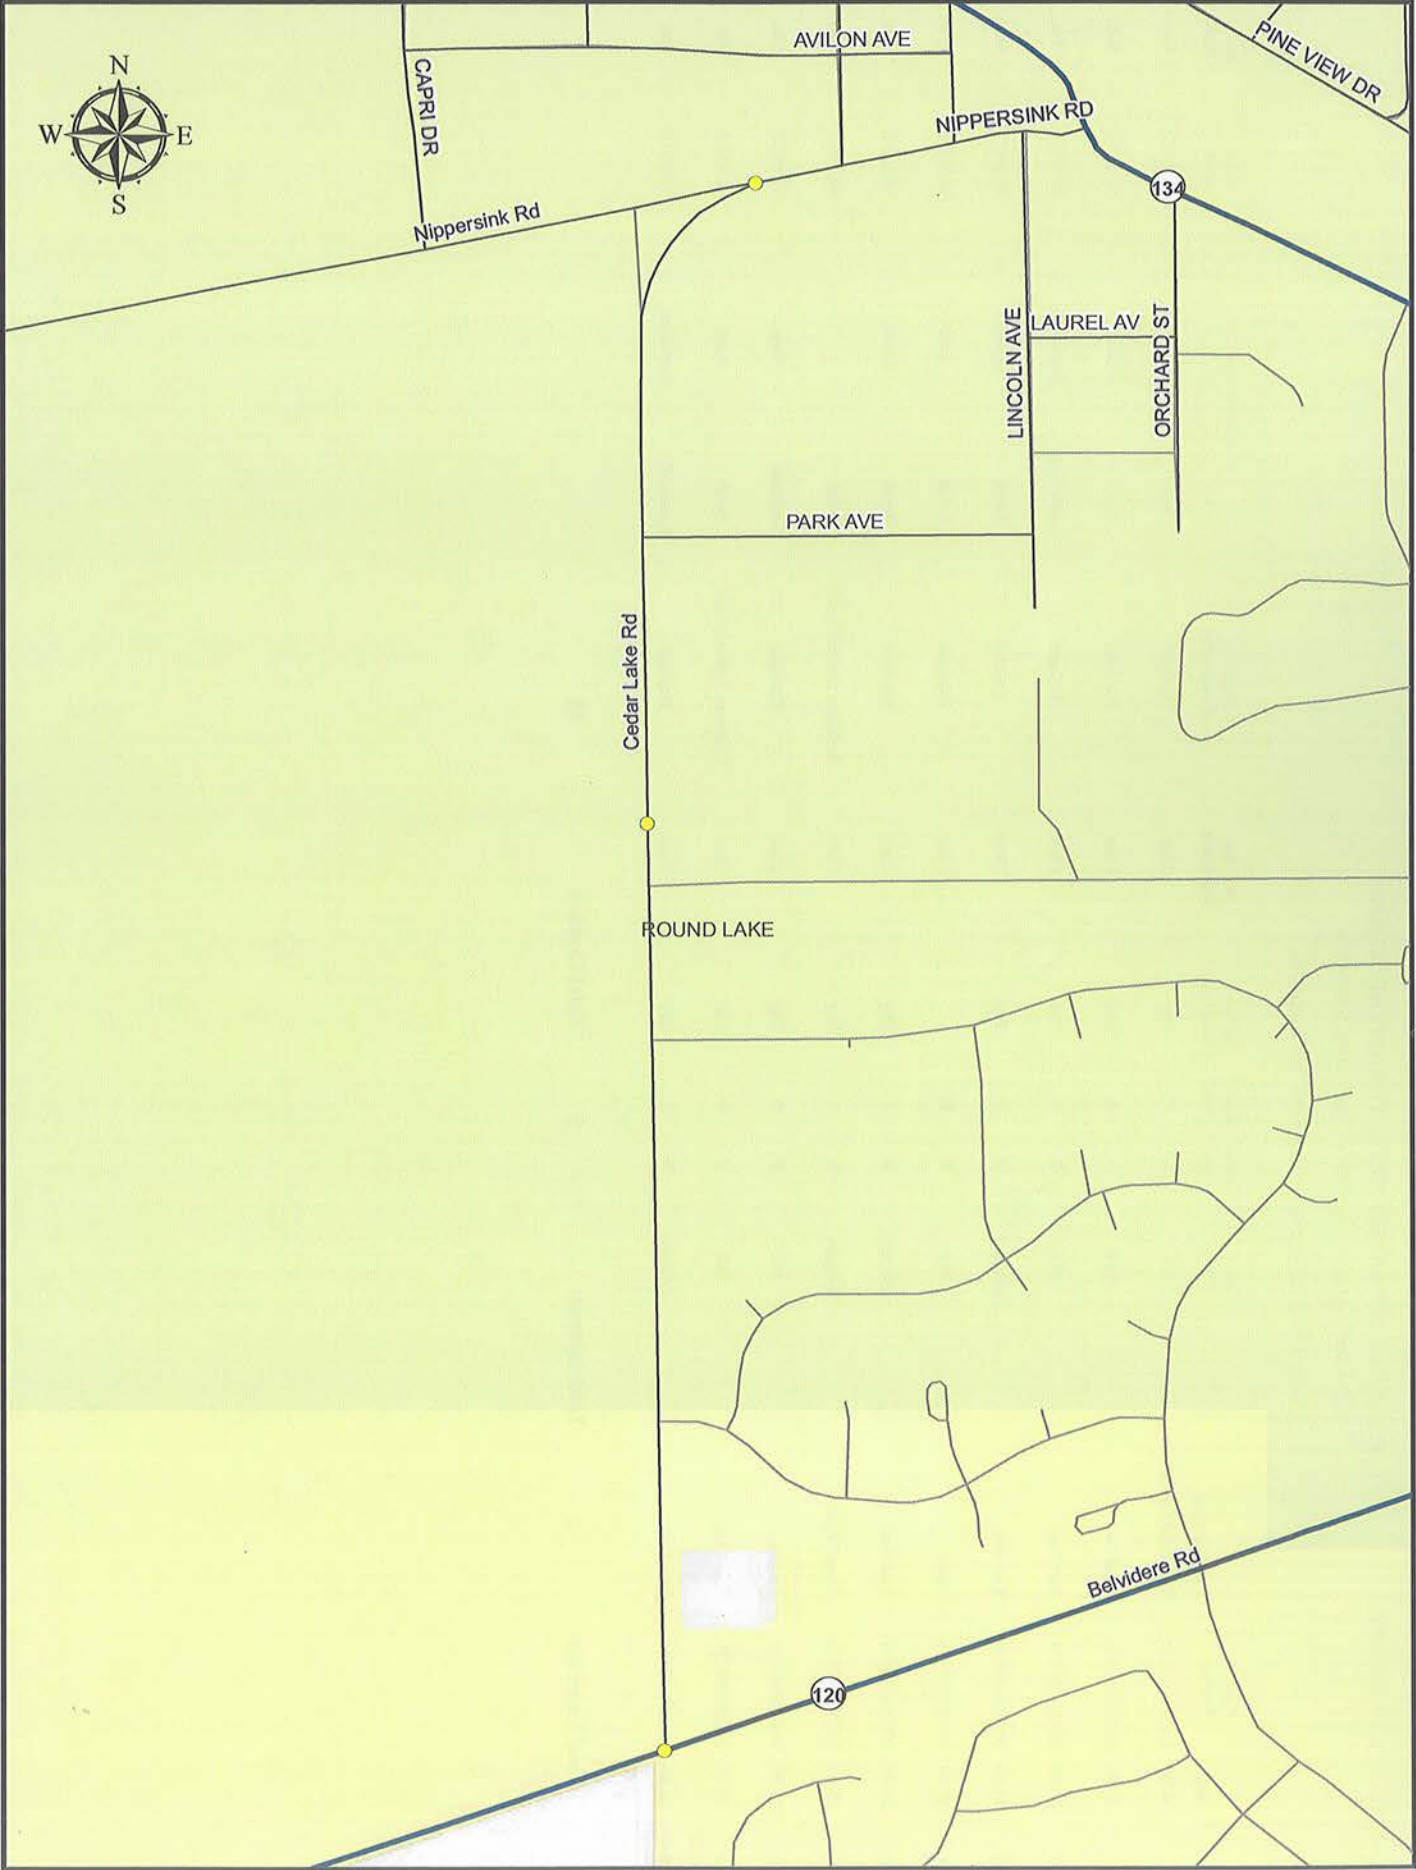 AVILON AVE
PINE VIEW DR
N
W
E
S
CAPRI DR
NIPPERSINK RD
134
Nippersink Rd
LINCOLN AVE
LAUREL AV
ORCHARD ST
PARK AVE
Cedar Lake Rd
ROUND LAKE
Belvidere Rd
120